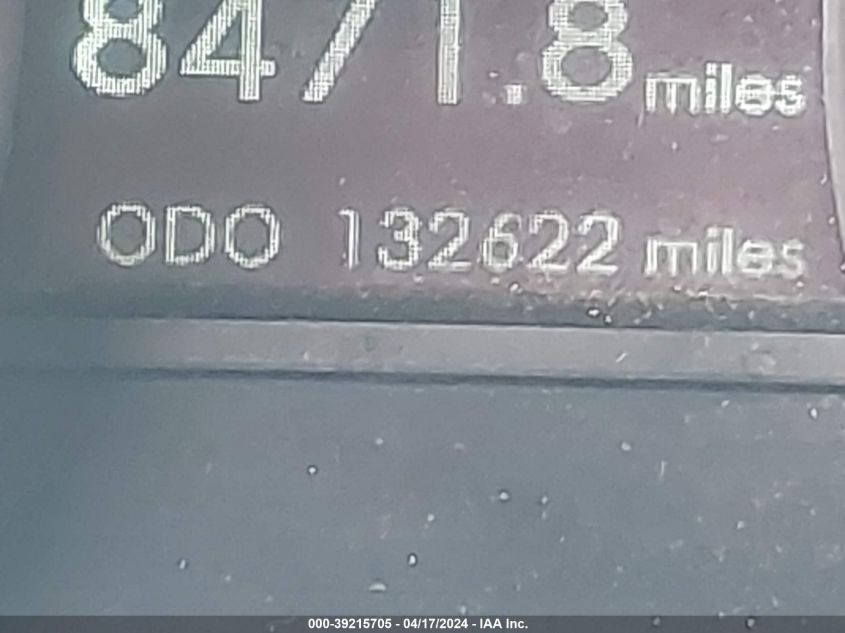 8471.8 miles
ODO 132622 miles
000-39215705 - 04/17/2024 - IAA Inc.